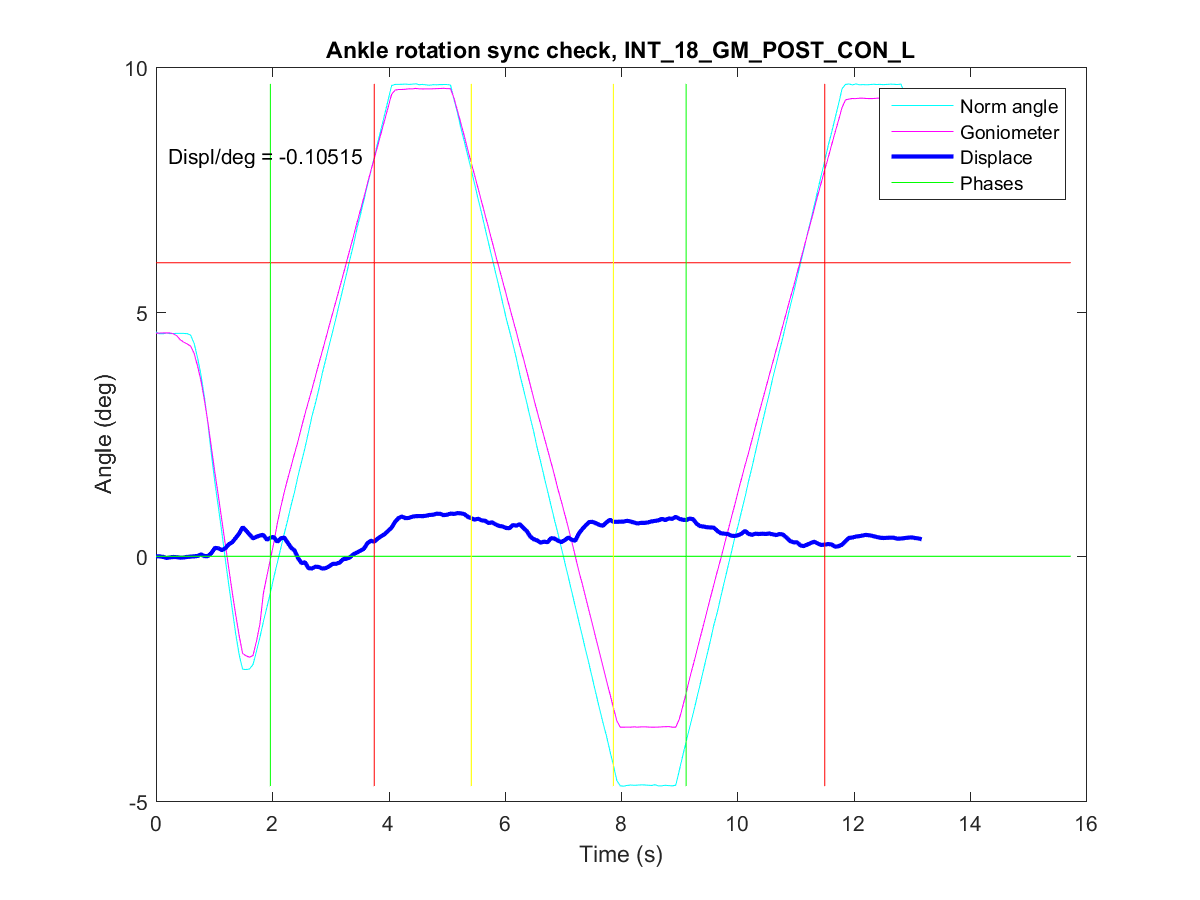 Ankle rotation sync check, INT_18_GM_POST_CON_L
10
5
0
-5
Angle (deg)
Displ/deg = -0.10515
Norm angle
Goniometer
Displace
Phases
0 2 4 6 8 10 12 14 16
Time (s)